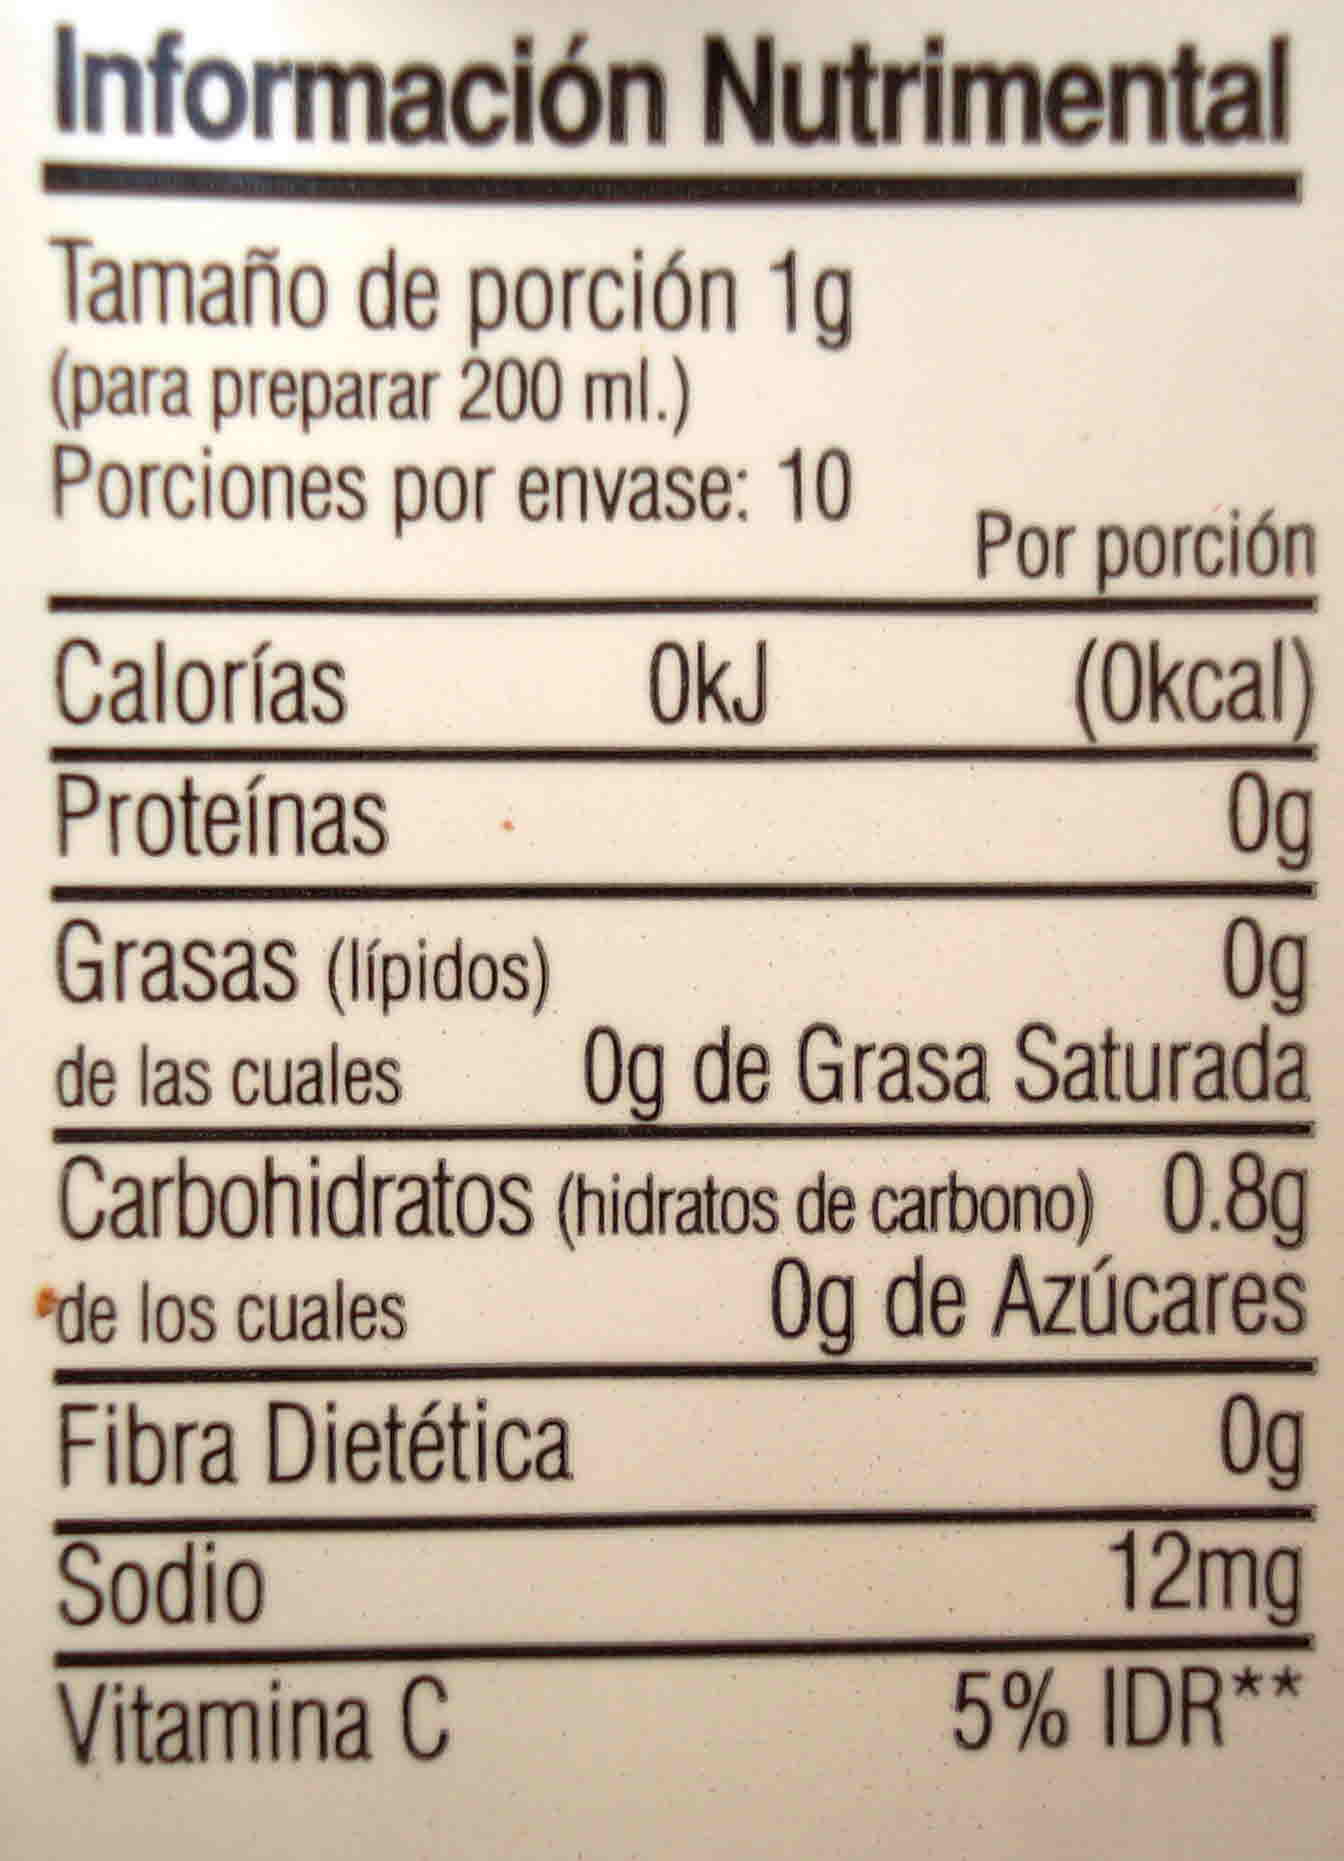 Información Nutrimental
Tamaño de porción 1g
(para preparar 200 ml.)
Porciones por envase: 10
Por porción
Calorías 0kJ (0kcal)
Proteínas 0g
Grasas (lípidos) 0g
de las cuales 0g de Grasa Saturada
Carbohidratos (hidratos de carbono) 0.8g
de los cuales 0g de Azúcares
Fibra Dietética 0g
Sodio 12mg
Vitamina C 5% IDR**